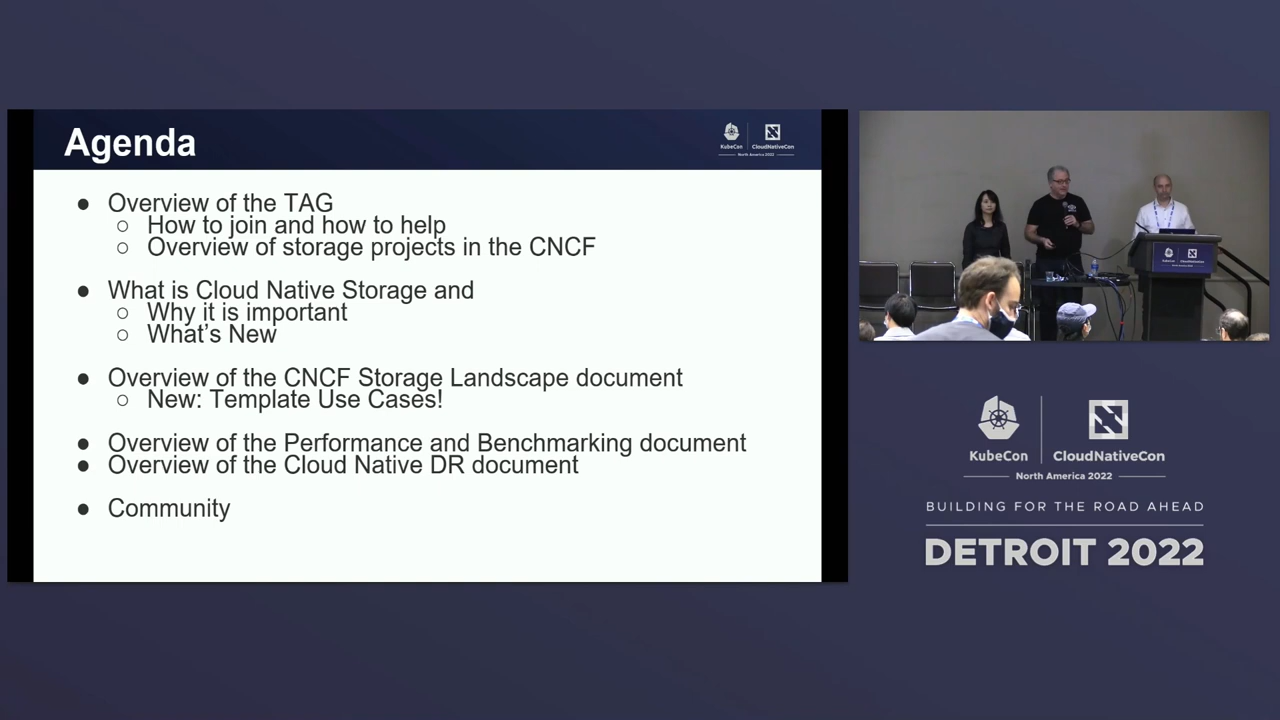 Agenda
KubeCon
CloudNativeCon
North America 2022
● Overview of the TAG
○ How to join and how to help
○ Overview of storage projects in the CNCF
● What is Cloud Native Storage and
○ Why it is important
○ What's New
● Overview of the CNCF Storage Landscape document
○ New: Template Use Cases!
● Overview of the Performance and Benchmarking document
● Overview of the Cloud Native DR document
● Community
KubeCon
CloudNativeCon
KubeCon
CloudNativeCon
North America 2022
BUILDING FOR THE ROAD AHEAD
DETROIT 2022